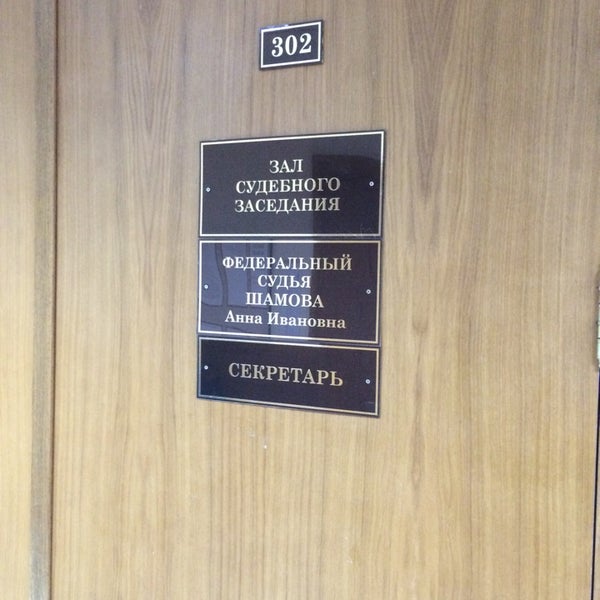 302
ЗАЛ
СУДЕБНОГО
ЗАСЕДАНИЯ
ФЕДЕРАЛЬНЫЙ
СУДЬЯ
ШАМОВА
Анна Ивановна
СЕКРЕТАРЬ